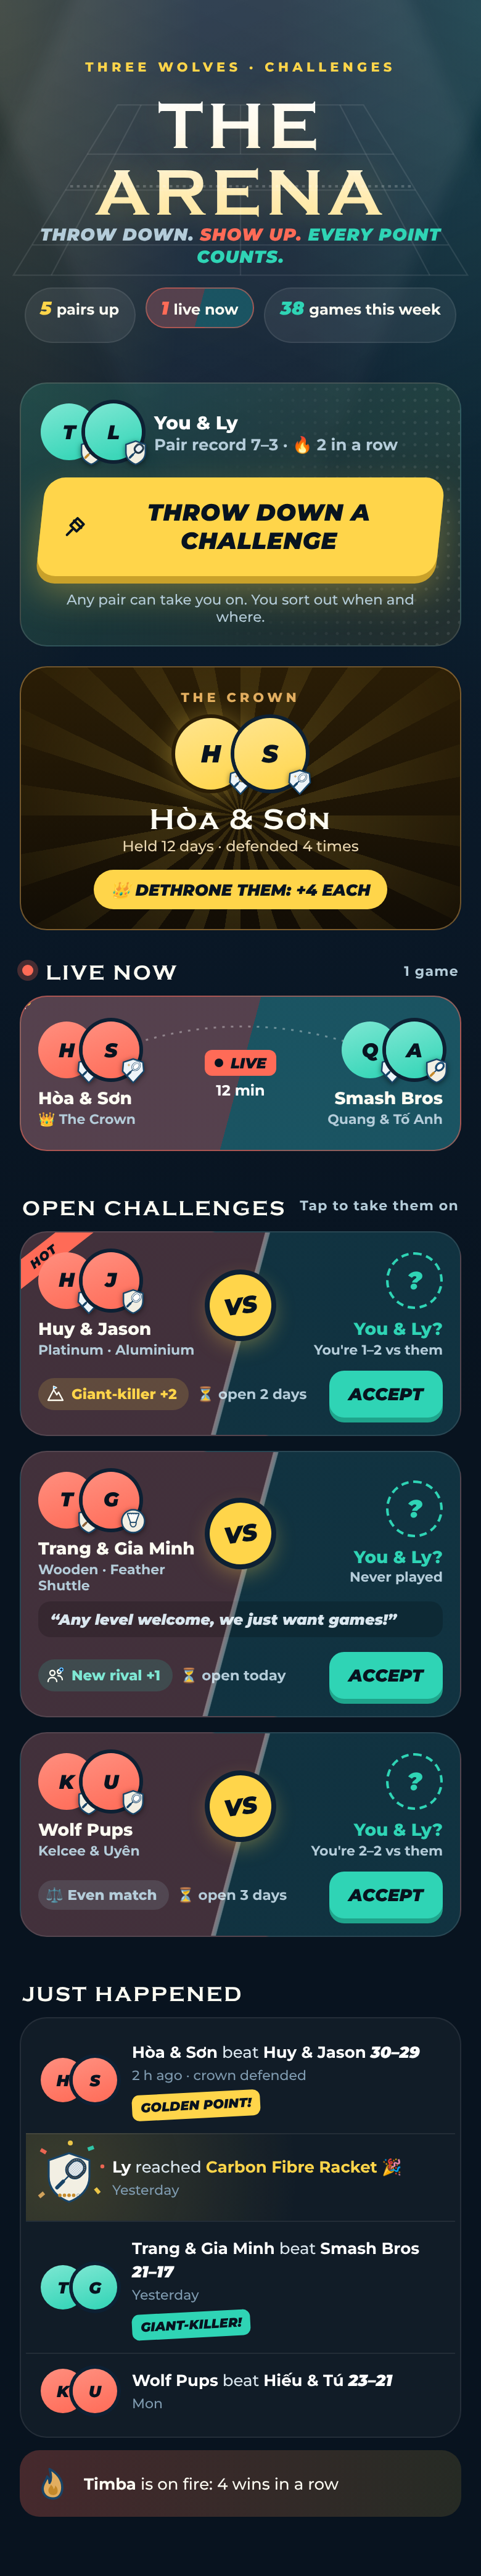 THREE WOLVES · CHALLENGES
THE
ARENA
THROW DOWN. SHOW UP. EVERY POINT
COUNTS.
5 pairs up
1 live now
38 games this week
T
L
You & Ly
Pair record 7–3 · 🔥 2 in a row
THROW DOWN A
CHALLENGE
Any pair can take you on. You sort out when and
where.
THE CROWN
H
S
Hòa & Sơn
Held 12 days · defended 4 times
👑 DETHRONE THEM: +4 EACH
LIVE NOW
1 game
H
S
LIVE
12 min
Q
A
Hòa & Sơn
👑 The Crown
Smash Bros
Quang & Tố Anh
OPEN CHALLENGES
Tap to take them on
HOT
H
J
VS
?
Huy & Jason
Platinum · Aluminium
You & Ly?
You're 1–2 vs them
Giant-killer +2
⏳ open 2 days
ACCEPT
T
G
VS
?
Trang & Gia Minh
Wooden · Feather
Shuttle
You & Ly?
Never played
“Any level welcome, we just want games!”
New rival +1
⏳ open today
ACCEPT
K
U
VS
?
Wolf Pups
Kelcee & Uyên
You & Ly?
You're 2–2 vs them
⚖️ Even match
⏳ open 3 days
ACCEPT
JUST HAPPENED
H
S
Hòa & Sơn beat Huy & Jason 30–29
2 h ago · crown defended
GOLDEN POINT!
Ly reached Carbon Fibre Racket 🎉
Yesterday
T
G
Trang & Gia Minh beat Smash Bros
21–17
Yesterday
GIANT-KILLER!
K
U
Wolf Pups beat Hiếu & Tú 23–21
Mon
Timba is on fire: 4 wins in a row